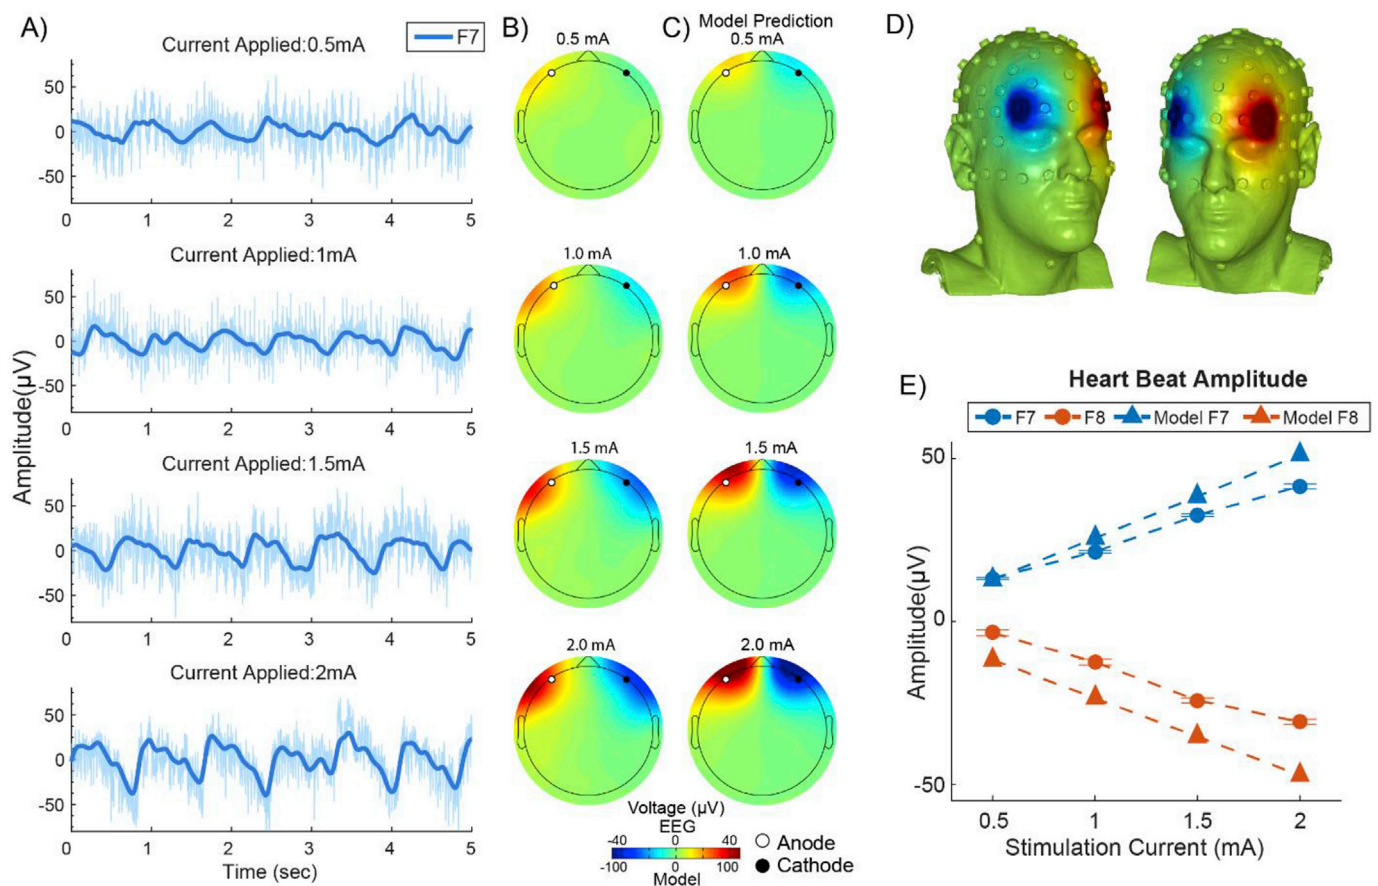 A)
Current Applied:0.5mA
F7
50
0
-50
0 1 2 3 4 5
Current Applied:1mA
50
0
-50
0 1 2 3 4 5
Current Applied:1.5mA
50
0
-50
0 1 2 3 4 5
Current Applied:2mA
50
0
-50
0 1 2 3 4 5
Amplitude(µV)
Time (sec)
B)
0.5 mA
1.0 mA
1.5 mA
2.0 mA
C)
Model Prediction
0.5 mA
1.0 mA
1.5 mA
2.0 mA
Voltage (µV)
EEG
-40 0 40
-100 0 100
Model
Anode
Cathode
D)
E)
Heart Beat Amplitude
F7 F8 Model F7 Model F8
50
0
-50
Amplitude(µV)
0.5 1 1.5 2
Stimulation Current (mA)